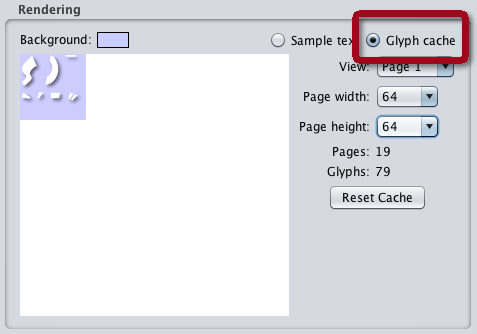 Rendering
Background:
Sample tex
Glyph cache
View: Page 1
Page width: 64
Page height: 64
Pages: 19
Glyphs: 79
Reset Cache